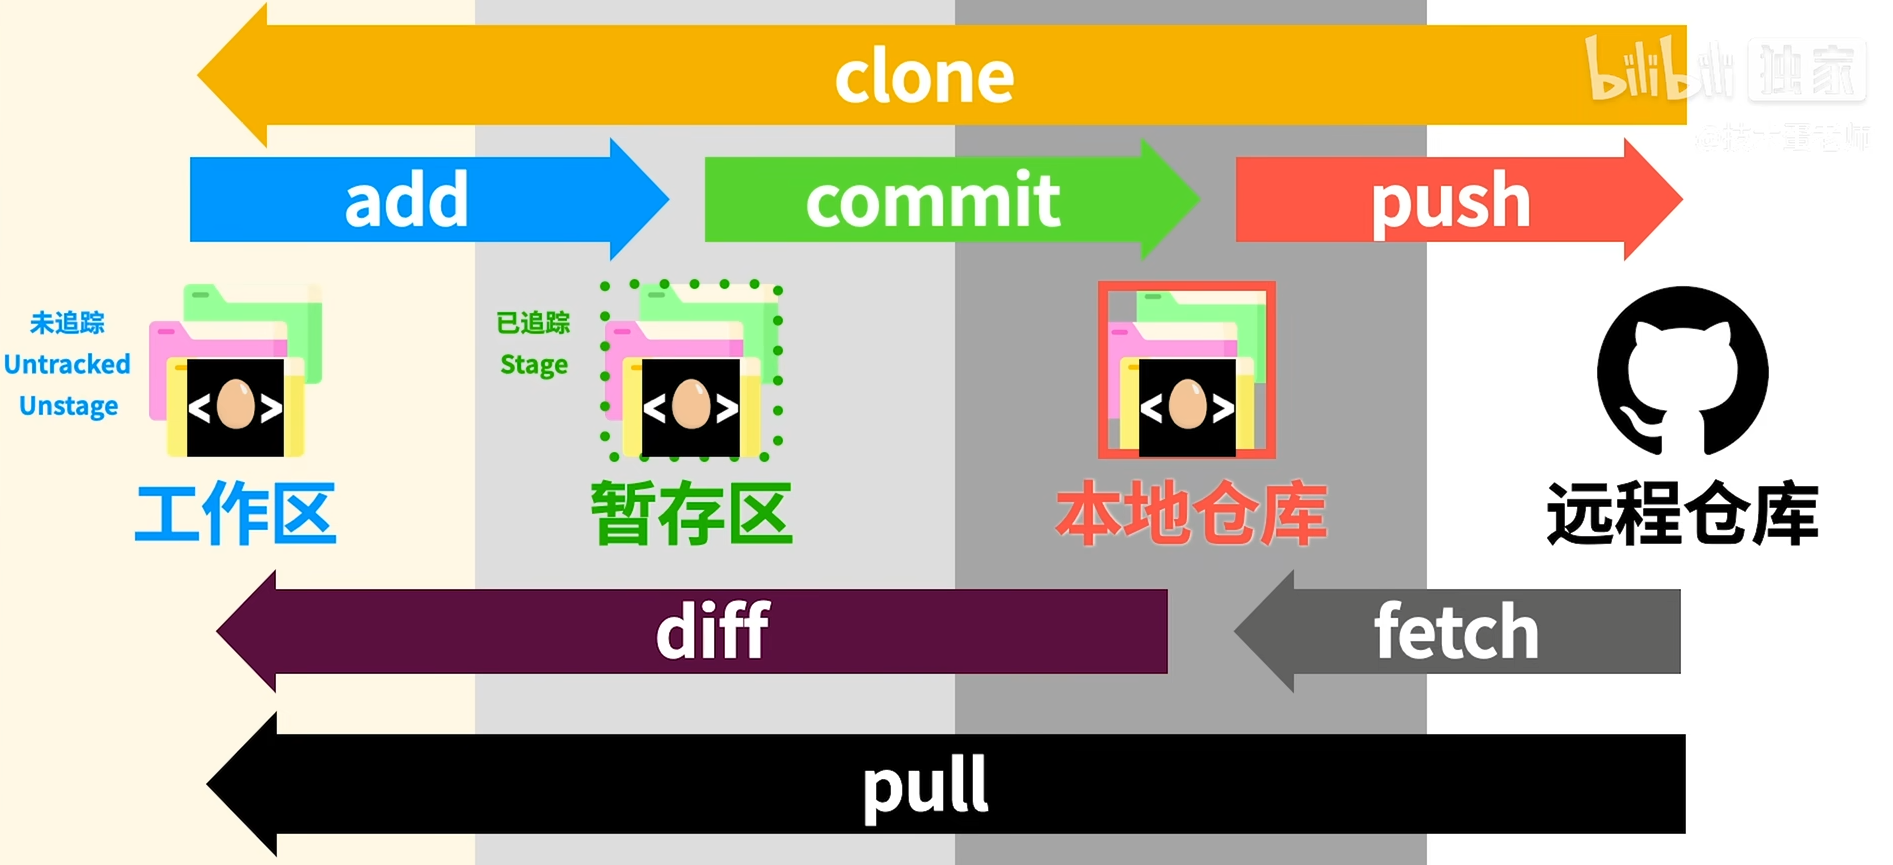 clone
bilibili 独家
add
commit
push
未追踪
Untracked
Unstage
已追踪
Stage
< >
< >
< >
工作区
暂存区
本地仓库
远程仓库
diff
fetch
pull